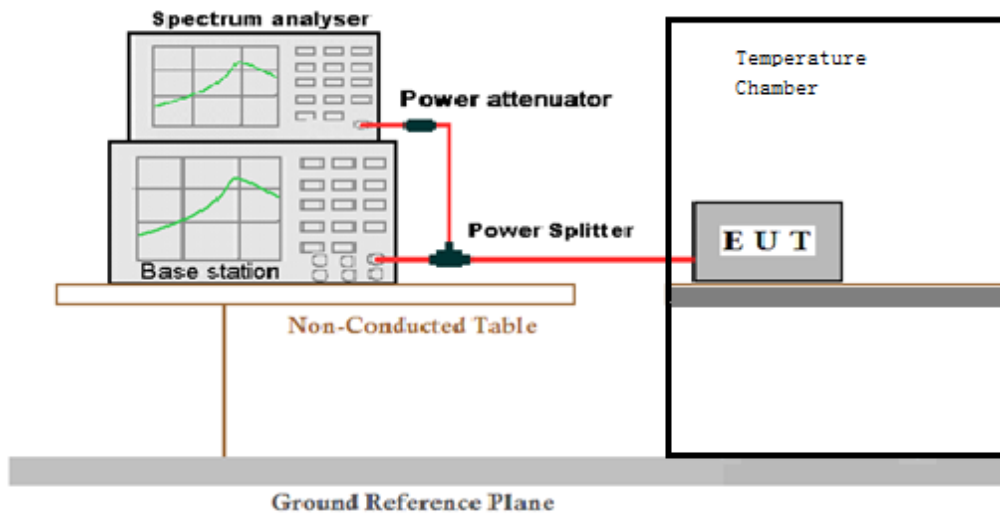 Spectrum analyser
Temperature
Chamber
Power attenuator
Power Splitter
E U T
Base station
Non-Conducted Table
Ground Reference Plane